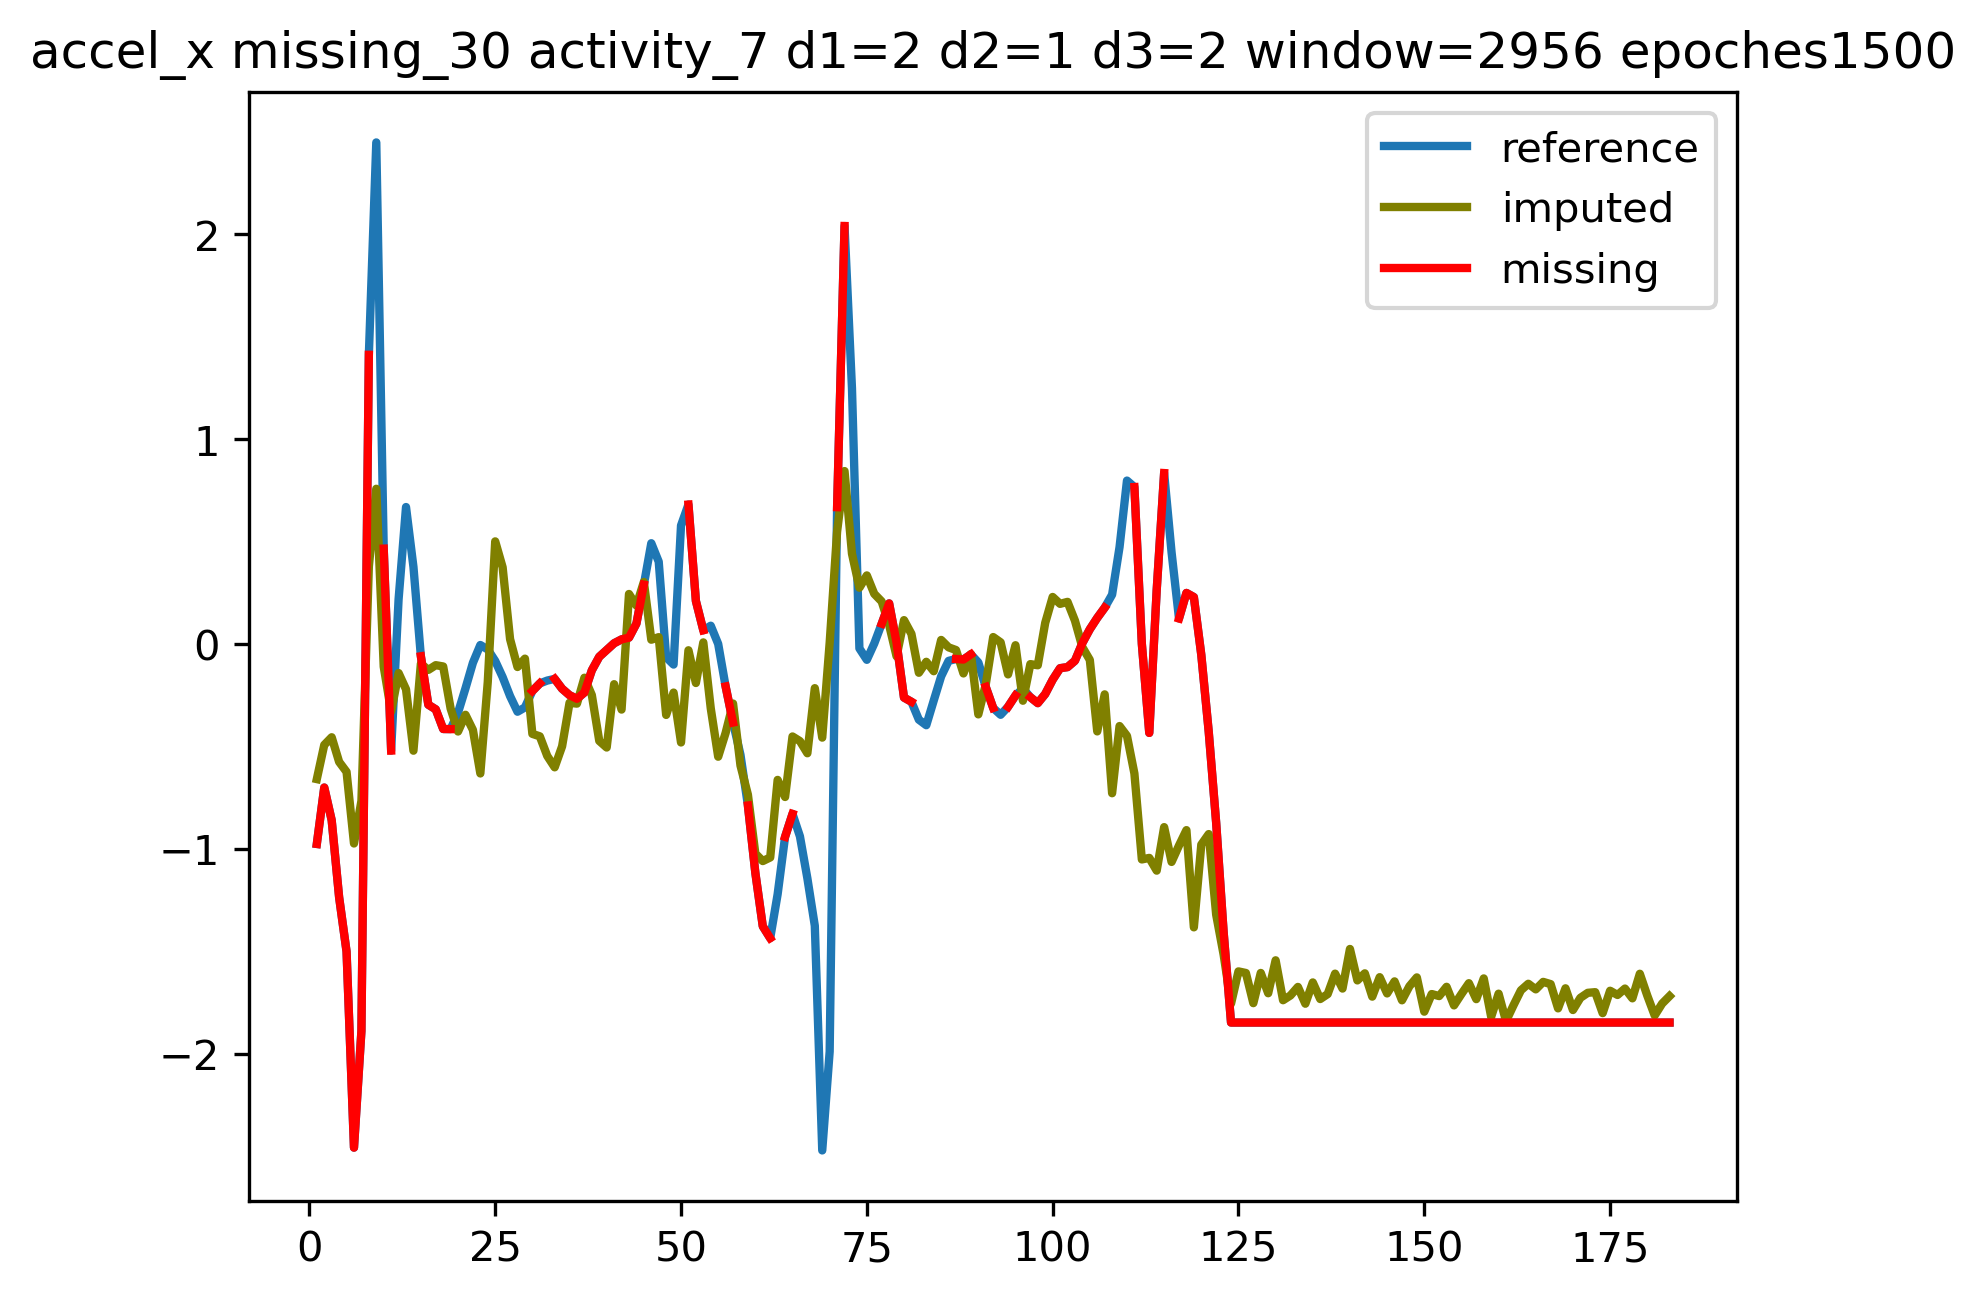 accel_x missing_30 activity_7 d1=2 d2=1 d3=2 window=2956 epoches1500
reference
imputed
missing
2
1
0
−1
−2
0 25 50 75 100 125 150 175